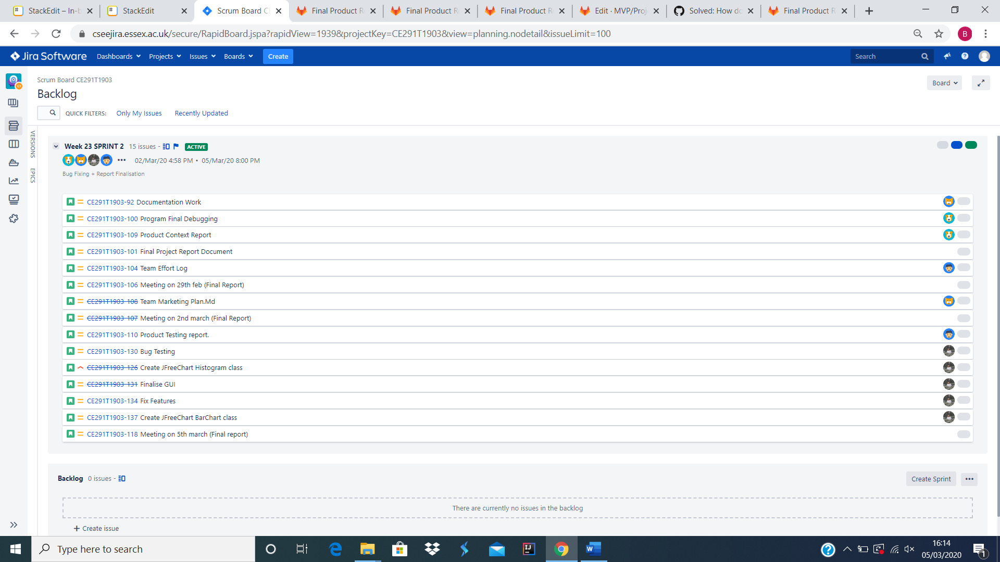 StackEdit – In-b
StackEdit
Scrum Board C
Final Product R
Final Product R
Final Product R
Edit · MVP/Proj
Solved: How do
Final Product R
cseejira.essex.ac.uk/secure/RapidBoard.jspa?rapidView=1939&projectKey=CE291T1903&view=planning.nodetail&issueLimit=100
B
Jira Software
Dashboards
Projects
Issues
Boards
Create
Search
Scrum Board CE291T1903
Board
Backlog
QUICK FILTERS:
Only My Issues
Recently Updated
VERSIONS
EPICS
Week 23 SPRINT 2
15 issues
ACTIVE
02/Mar/20 4:58 PM • 05/Mar/20 8:00 PM
Bug Fixing + Report Finalisation
CE291T1903-92 Documentation Work
CE291T1903-100 Program Final Debugging
CE291T1903-109 Product Context Report
CE291T1903-101 Final Project Report Document
CE291T1903-104 Team Effort Log
CE291T1903-106 Meeting on 29th feb (Final Report)
CE291T1903-108 Team Marketing Plan.Md
CE291T1903-107 Meeting on 2nd march (Final Report)
CE291T1903-110 Product Testing report.
CE291T1903-130 Bug Testing
CE291T1903-126 Create JFreeChart Histogram class
CE291T1903-131 Finalise GUI
CE291T1903-134 Fix Features
CE291T1903-137 Create JFreeChart BarChart class
CE291T1903-118 Meeting on 5th march (Final report)
Backlog 0 issues
Create Sprint
There are currently no issues in the backlog
+ Create issue
Type here to search
16:14
05/03/2020
1